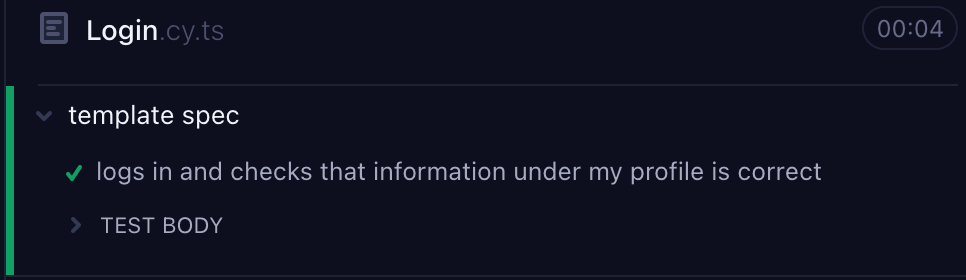 Login.cy.ts
00:04
template spec
logs in and checks that information under my profile is correct
TEST BODY